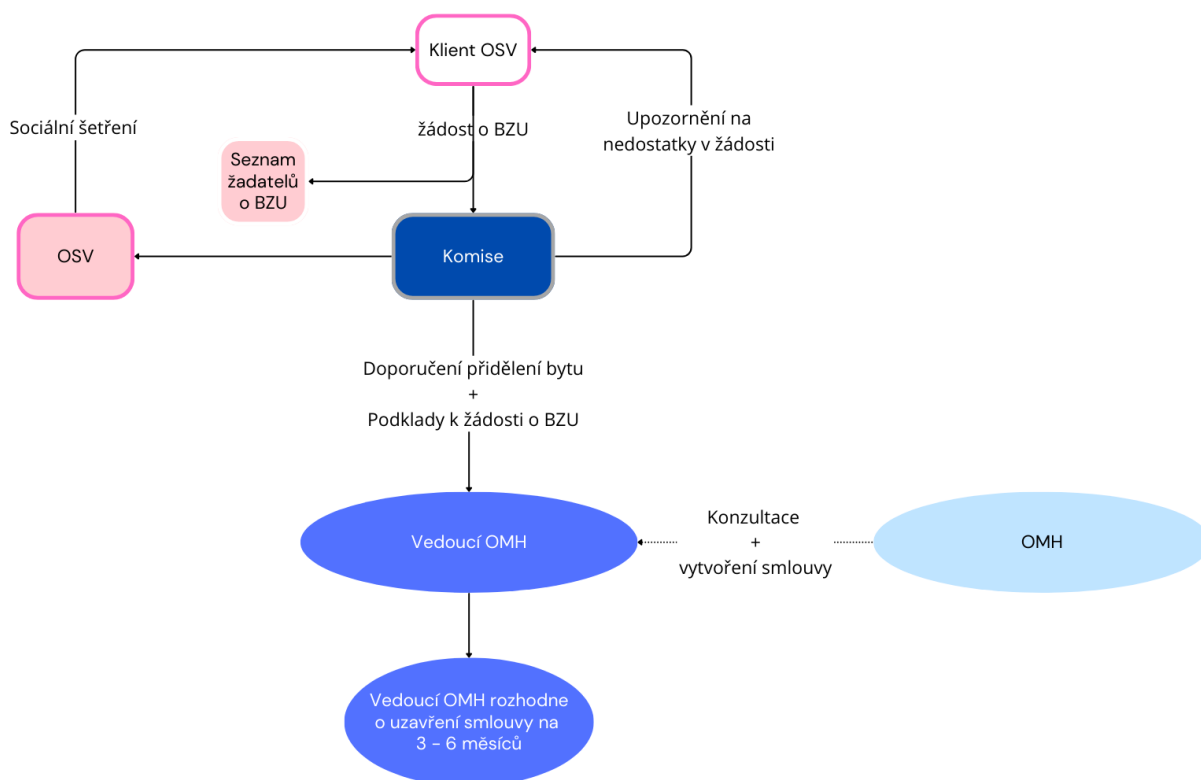 Klient OSV
Sociální šetření
žádost o BZU
Upozornění na
nedostatky v žádosti
Seznam
žadatelů
o BZU
OSV
Komise
Doporučení přidělení bytu
+
Podklady k žádosti o BZU
Vedoucí OMH
Konzultace
+
vytvoření smlouvy
OMH
Vedoucí OMH rozhodne
o uzavření smlouvy na
3 - 6 měsíců